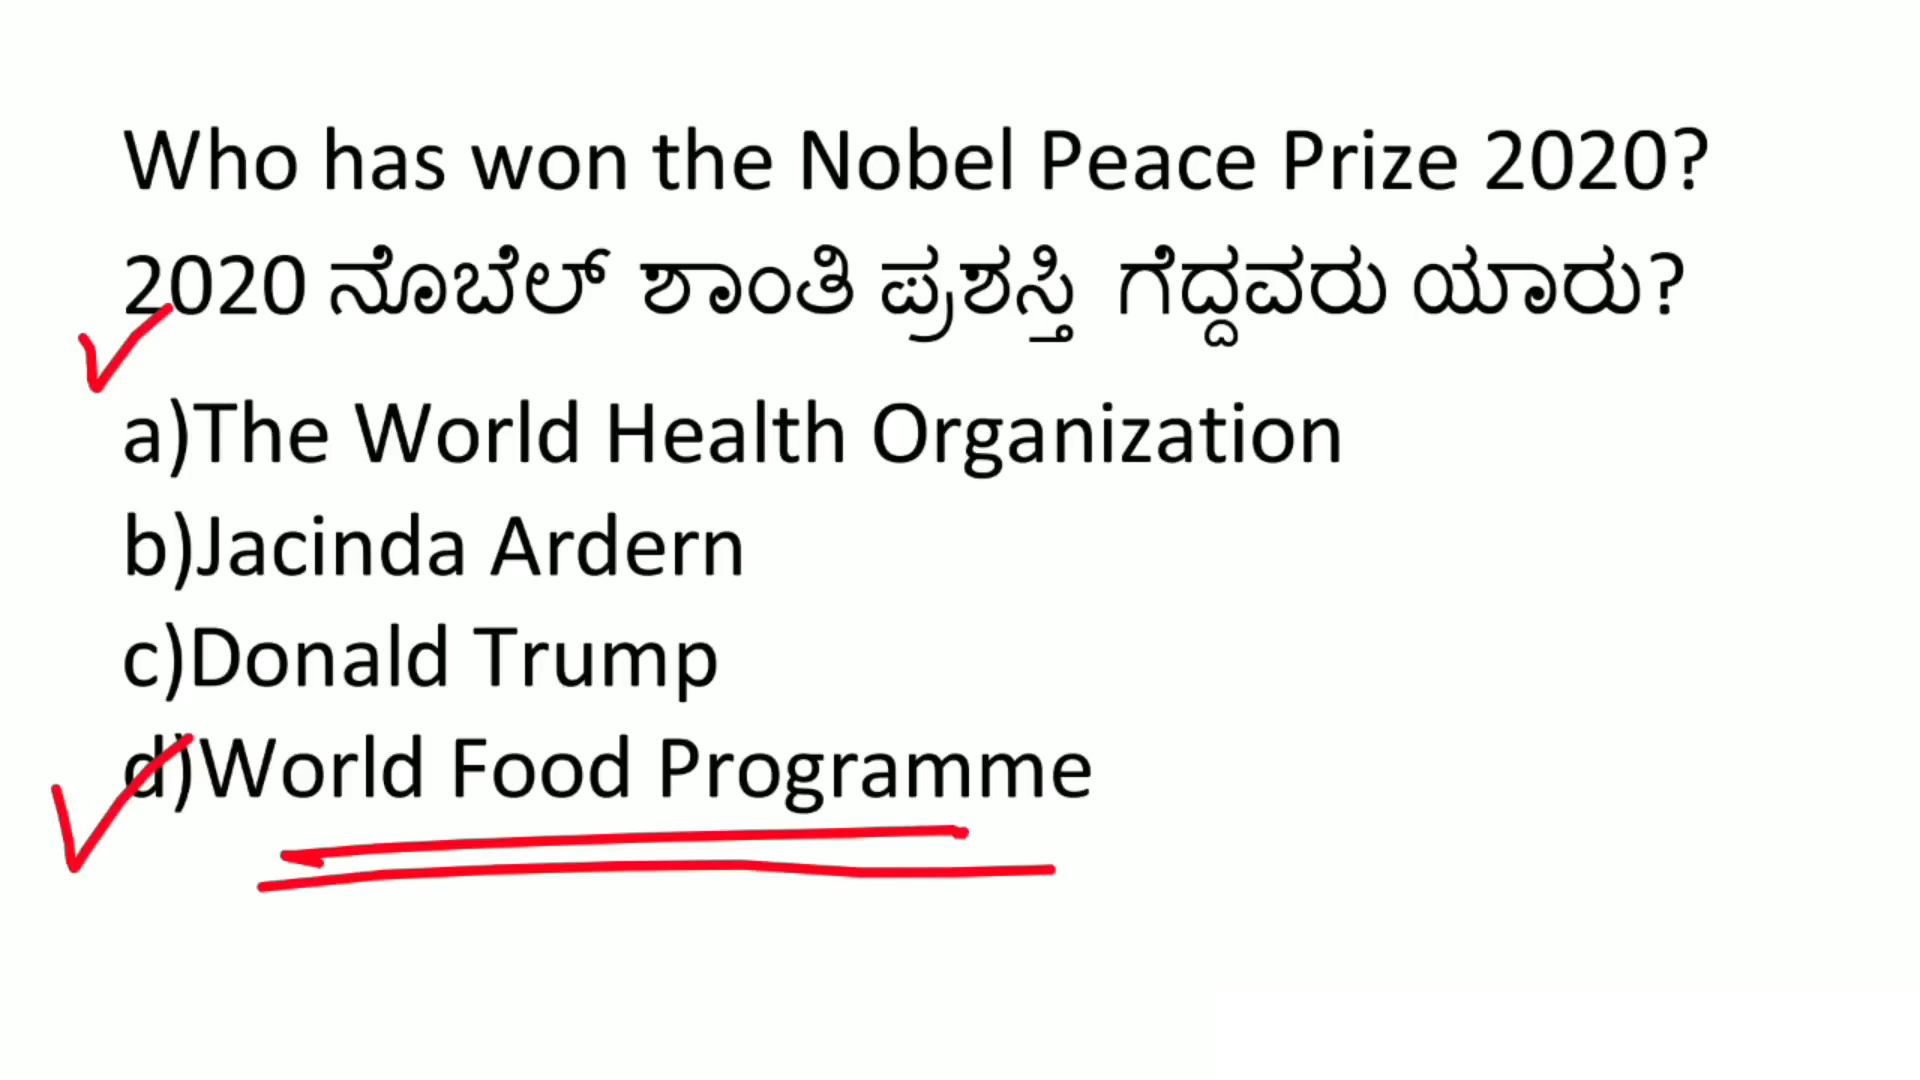 Who has won the Nobel Peace Prize 2020?
2020 ನೊಬೆಲ್ ಶಾಂತಿ ಪ್ರಶಸ್ತಿ ಗೆದ್ದವರು ಯಾರು?
a)The World Health Organization
b)Jacinda Ardern
c)Donald Trump
d)World Food Programme